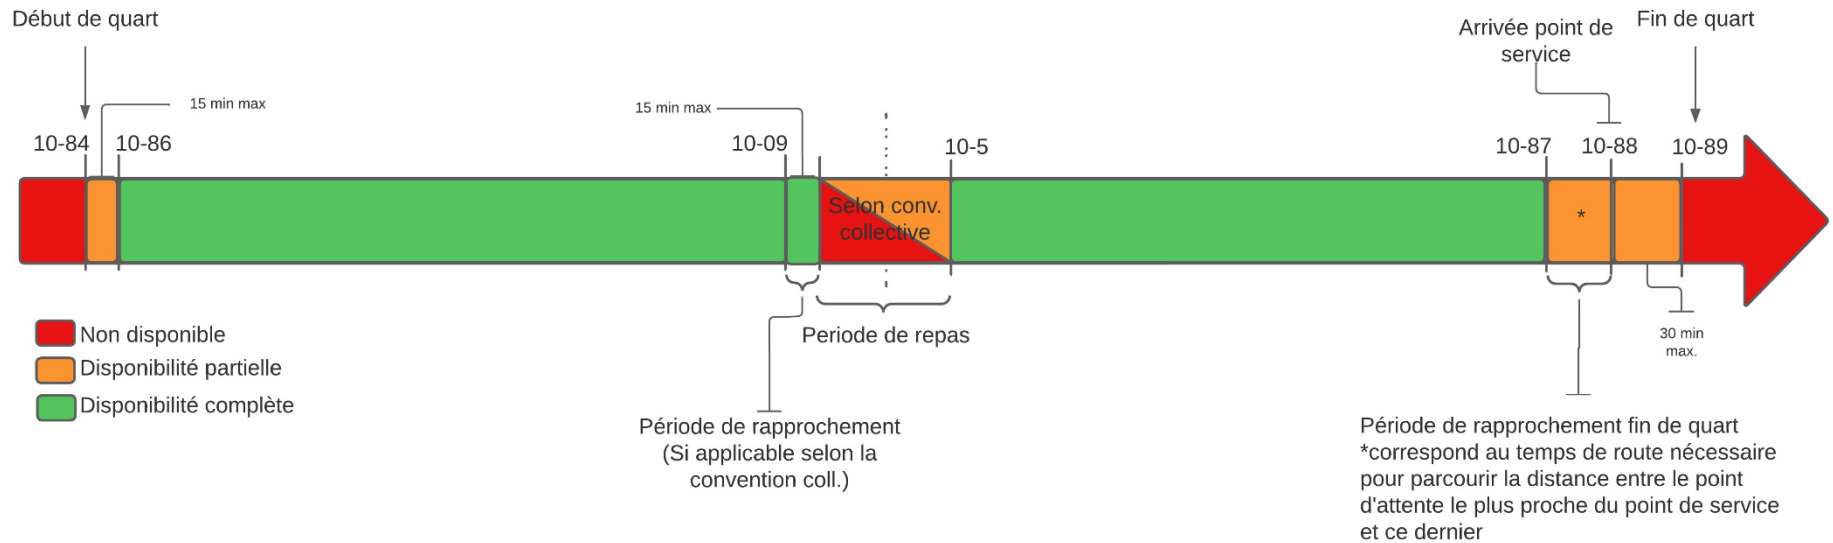 Début de quart
Arrivée point de
service
Fin de quart
15 min max
15 min max
10-84
10-86
10-09
10-5
10-87
10-88
10-89
Selon conv.
collective
*
Non disponible
Disponibilité partielle
Disponibilité complète
Periode de repas
30 min
max.
Période de rapprochement
(Si applicable selon la
convention coll.)
Période de rapprochement fin de quart
*correspond au temps de route nécessaire
pour parcourir la distance entre le point
d'attente le plus proche du point de service
et ce dernier